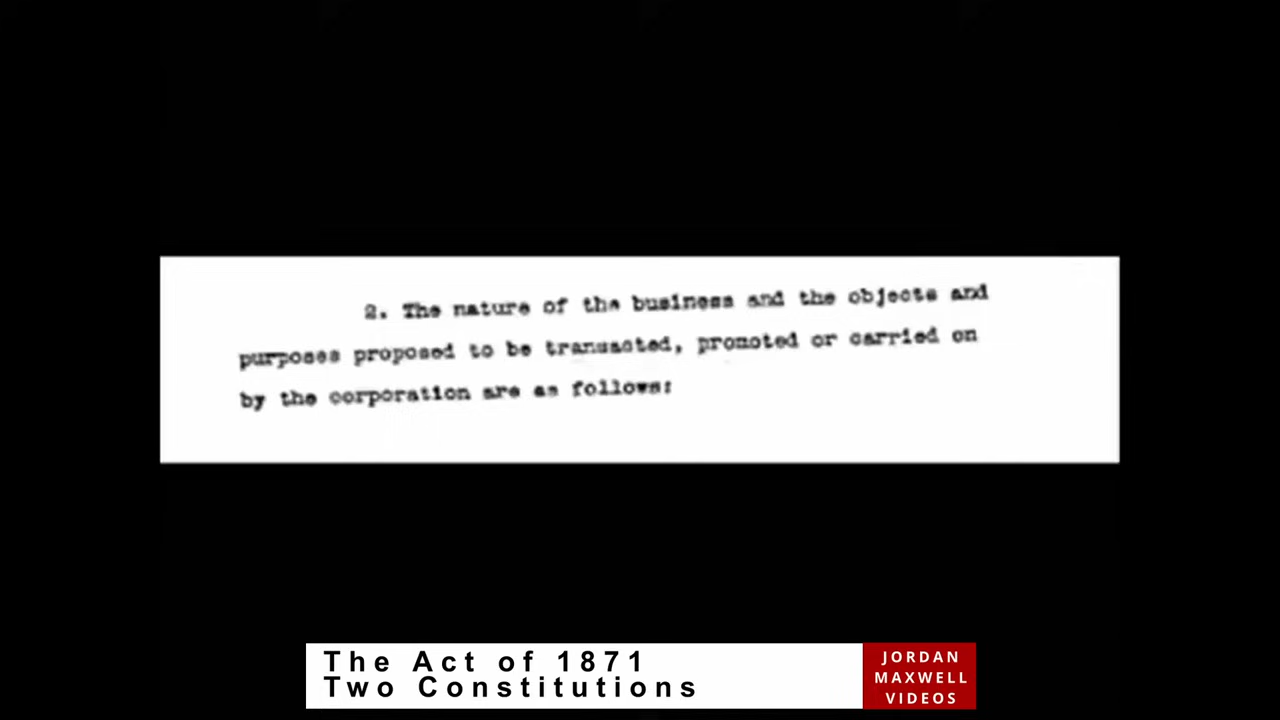 2. The nature of the business and the objects and
purposes proposed to be transacted, promoted or carried on
by the corporation are as follows:
The Act of 1871
Two Constitutions
JORDAN
MAXWELL
VIDEOS